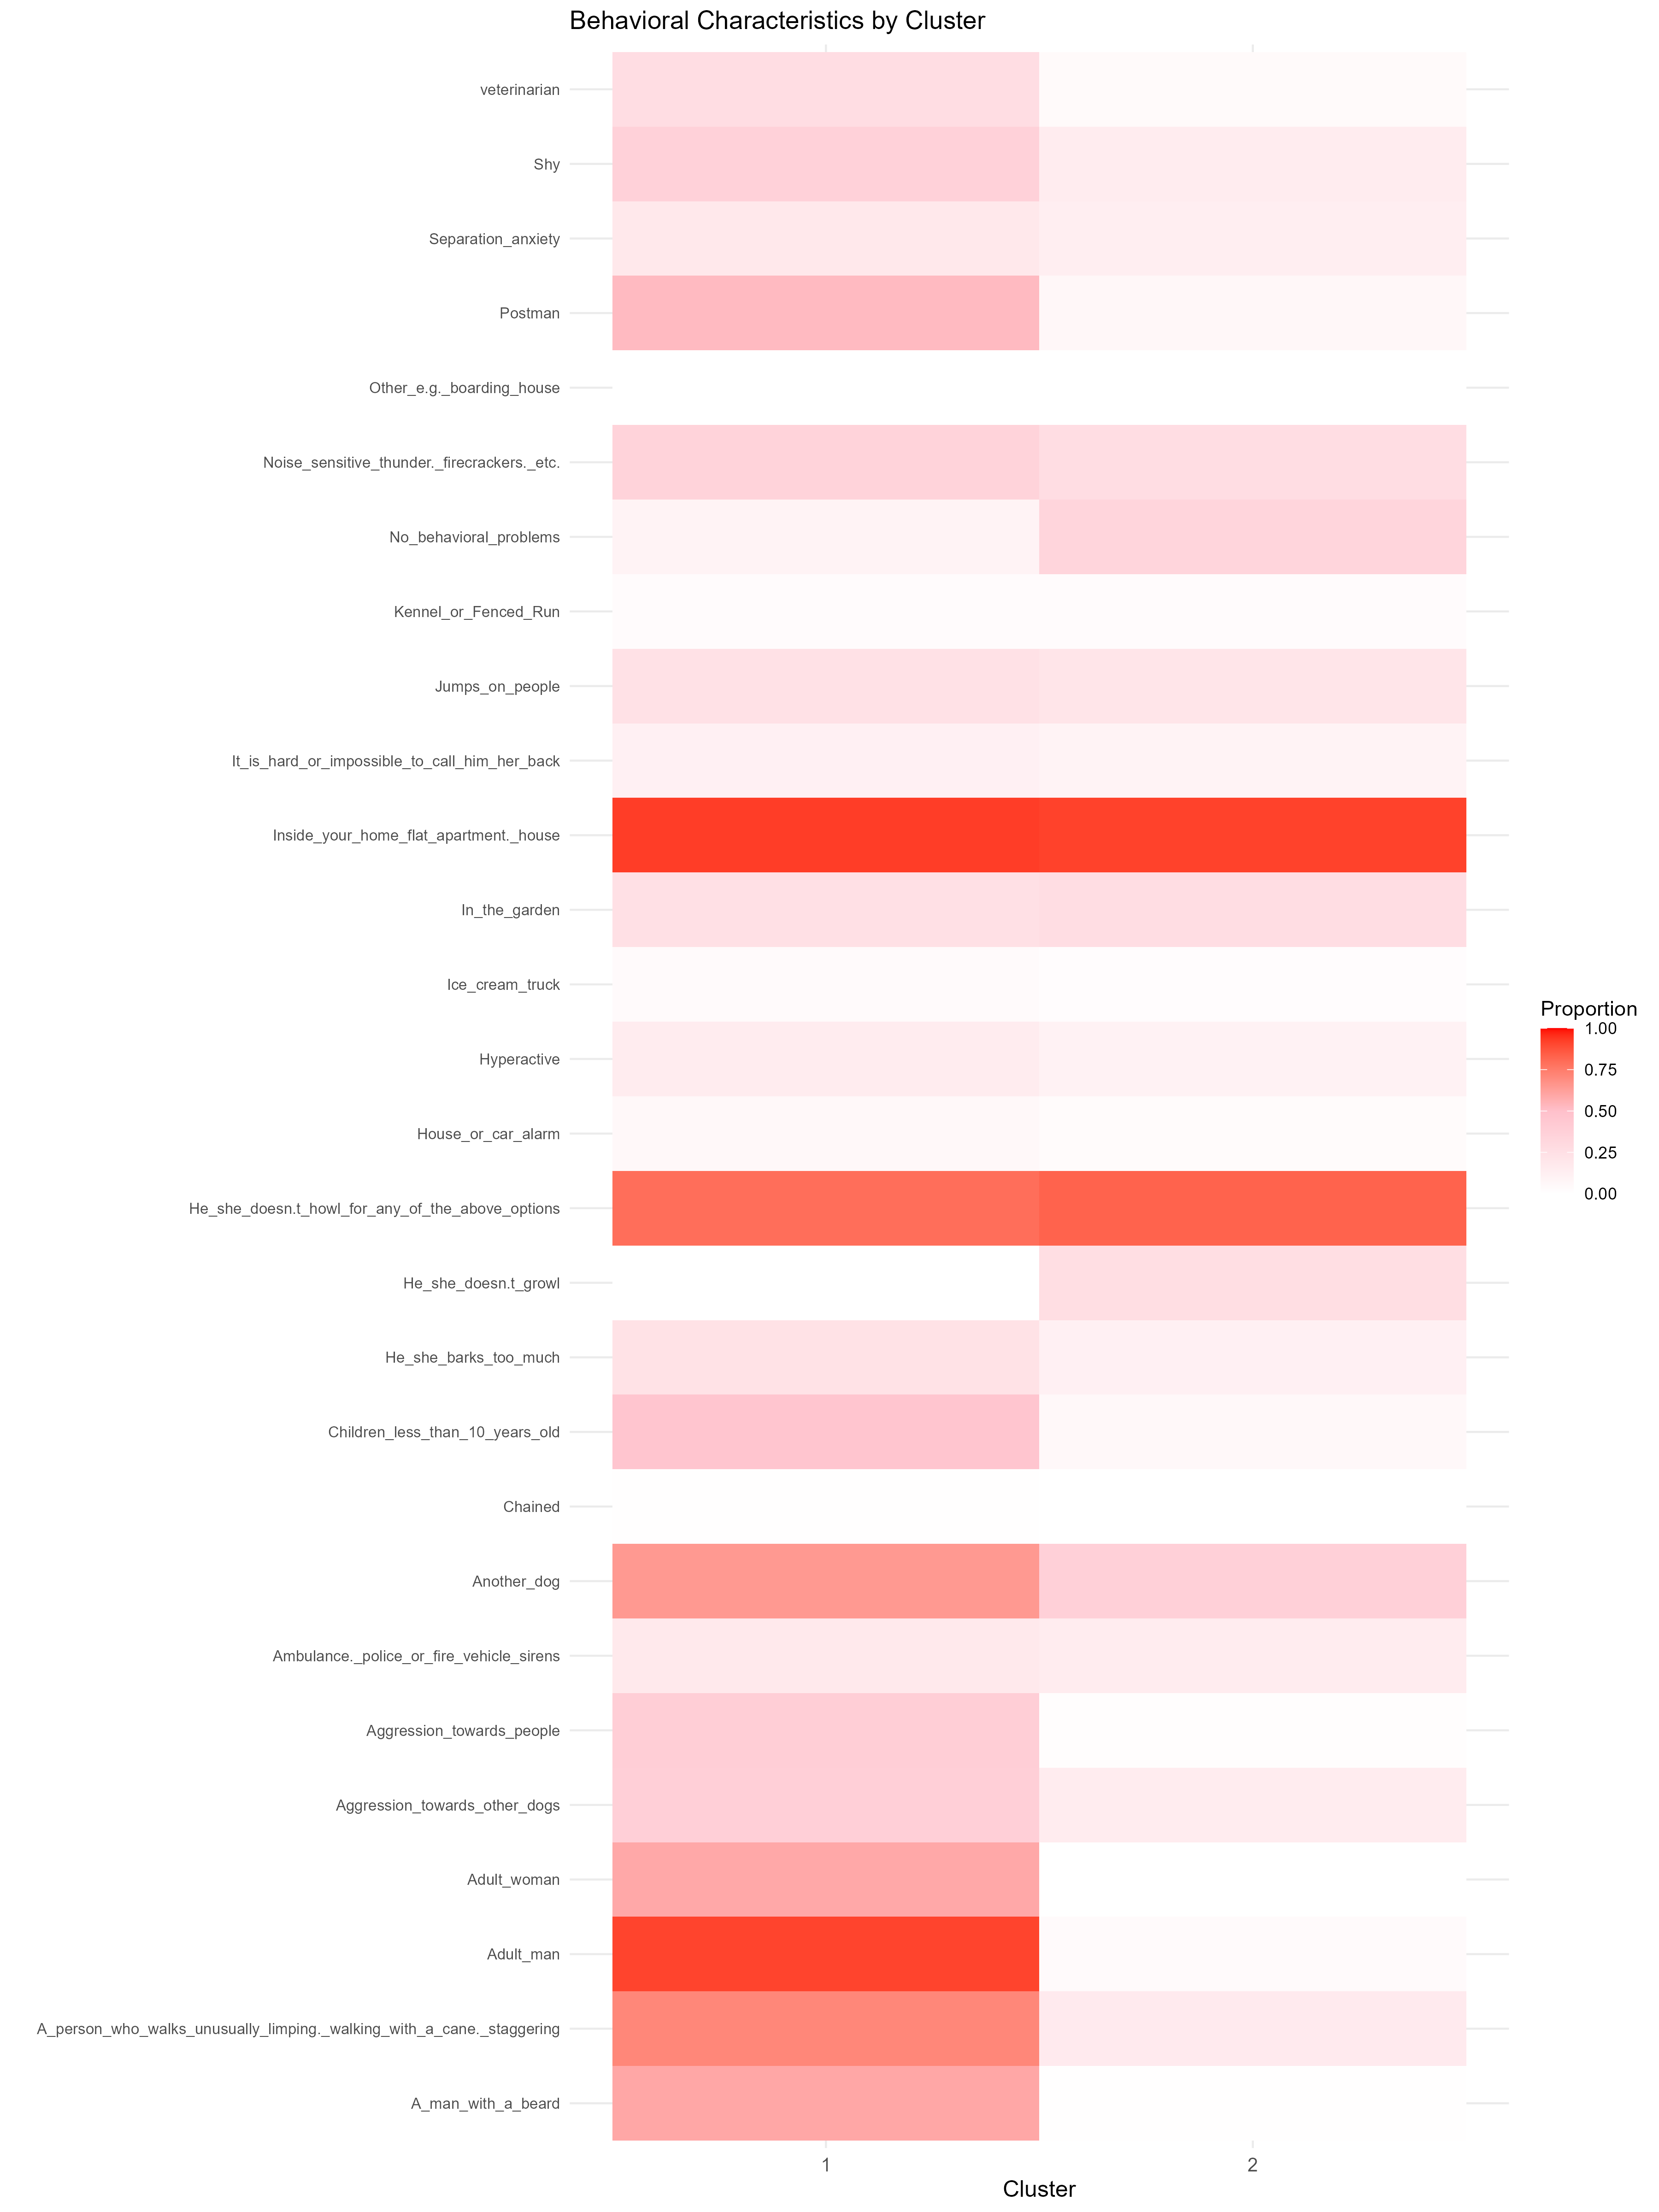 Behavioral Characteristics by Cluster
veterinarian
Shy
Separation_anxiety
Postman
Other_e.g._boarding_house
Noise_sensitive_thunder._firecrackers._etc.
No_behavioral_problems
Kennel_or_Fenced_Run
Jumps_on_people
It_is_hard_or_impossible_to_call_him_her_back
Inside_your_home_flat_apartment._house
In_the_garden
Ice_cream_truck
Hyperactive
House_or_car_alarm
He_she_doesn.t_howl_for_any_of_the_above_options
He_she_doesn.t_growl
He_she_barks_too_much
Children_less_than_10_years_old
Chained
Another_dog
Ambulance._police_or_fire_vehicle_sirens
Aggression_towards_people
Aggression_towards_other_dogs
Adult_woman
Adult_man
A_person_who_walks_unusually_limping._walking_with_a_cane._staggering
A_man_with_a_beard
1 2
Cluster
Proportion
1.00
0.75
0.50
0.25
0.00